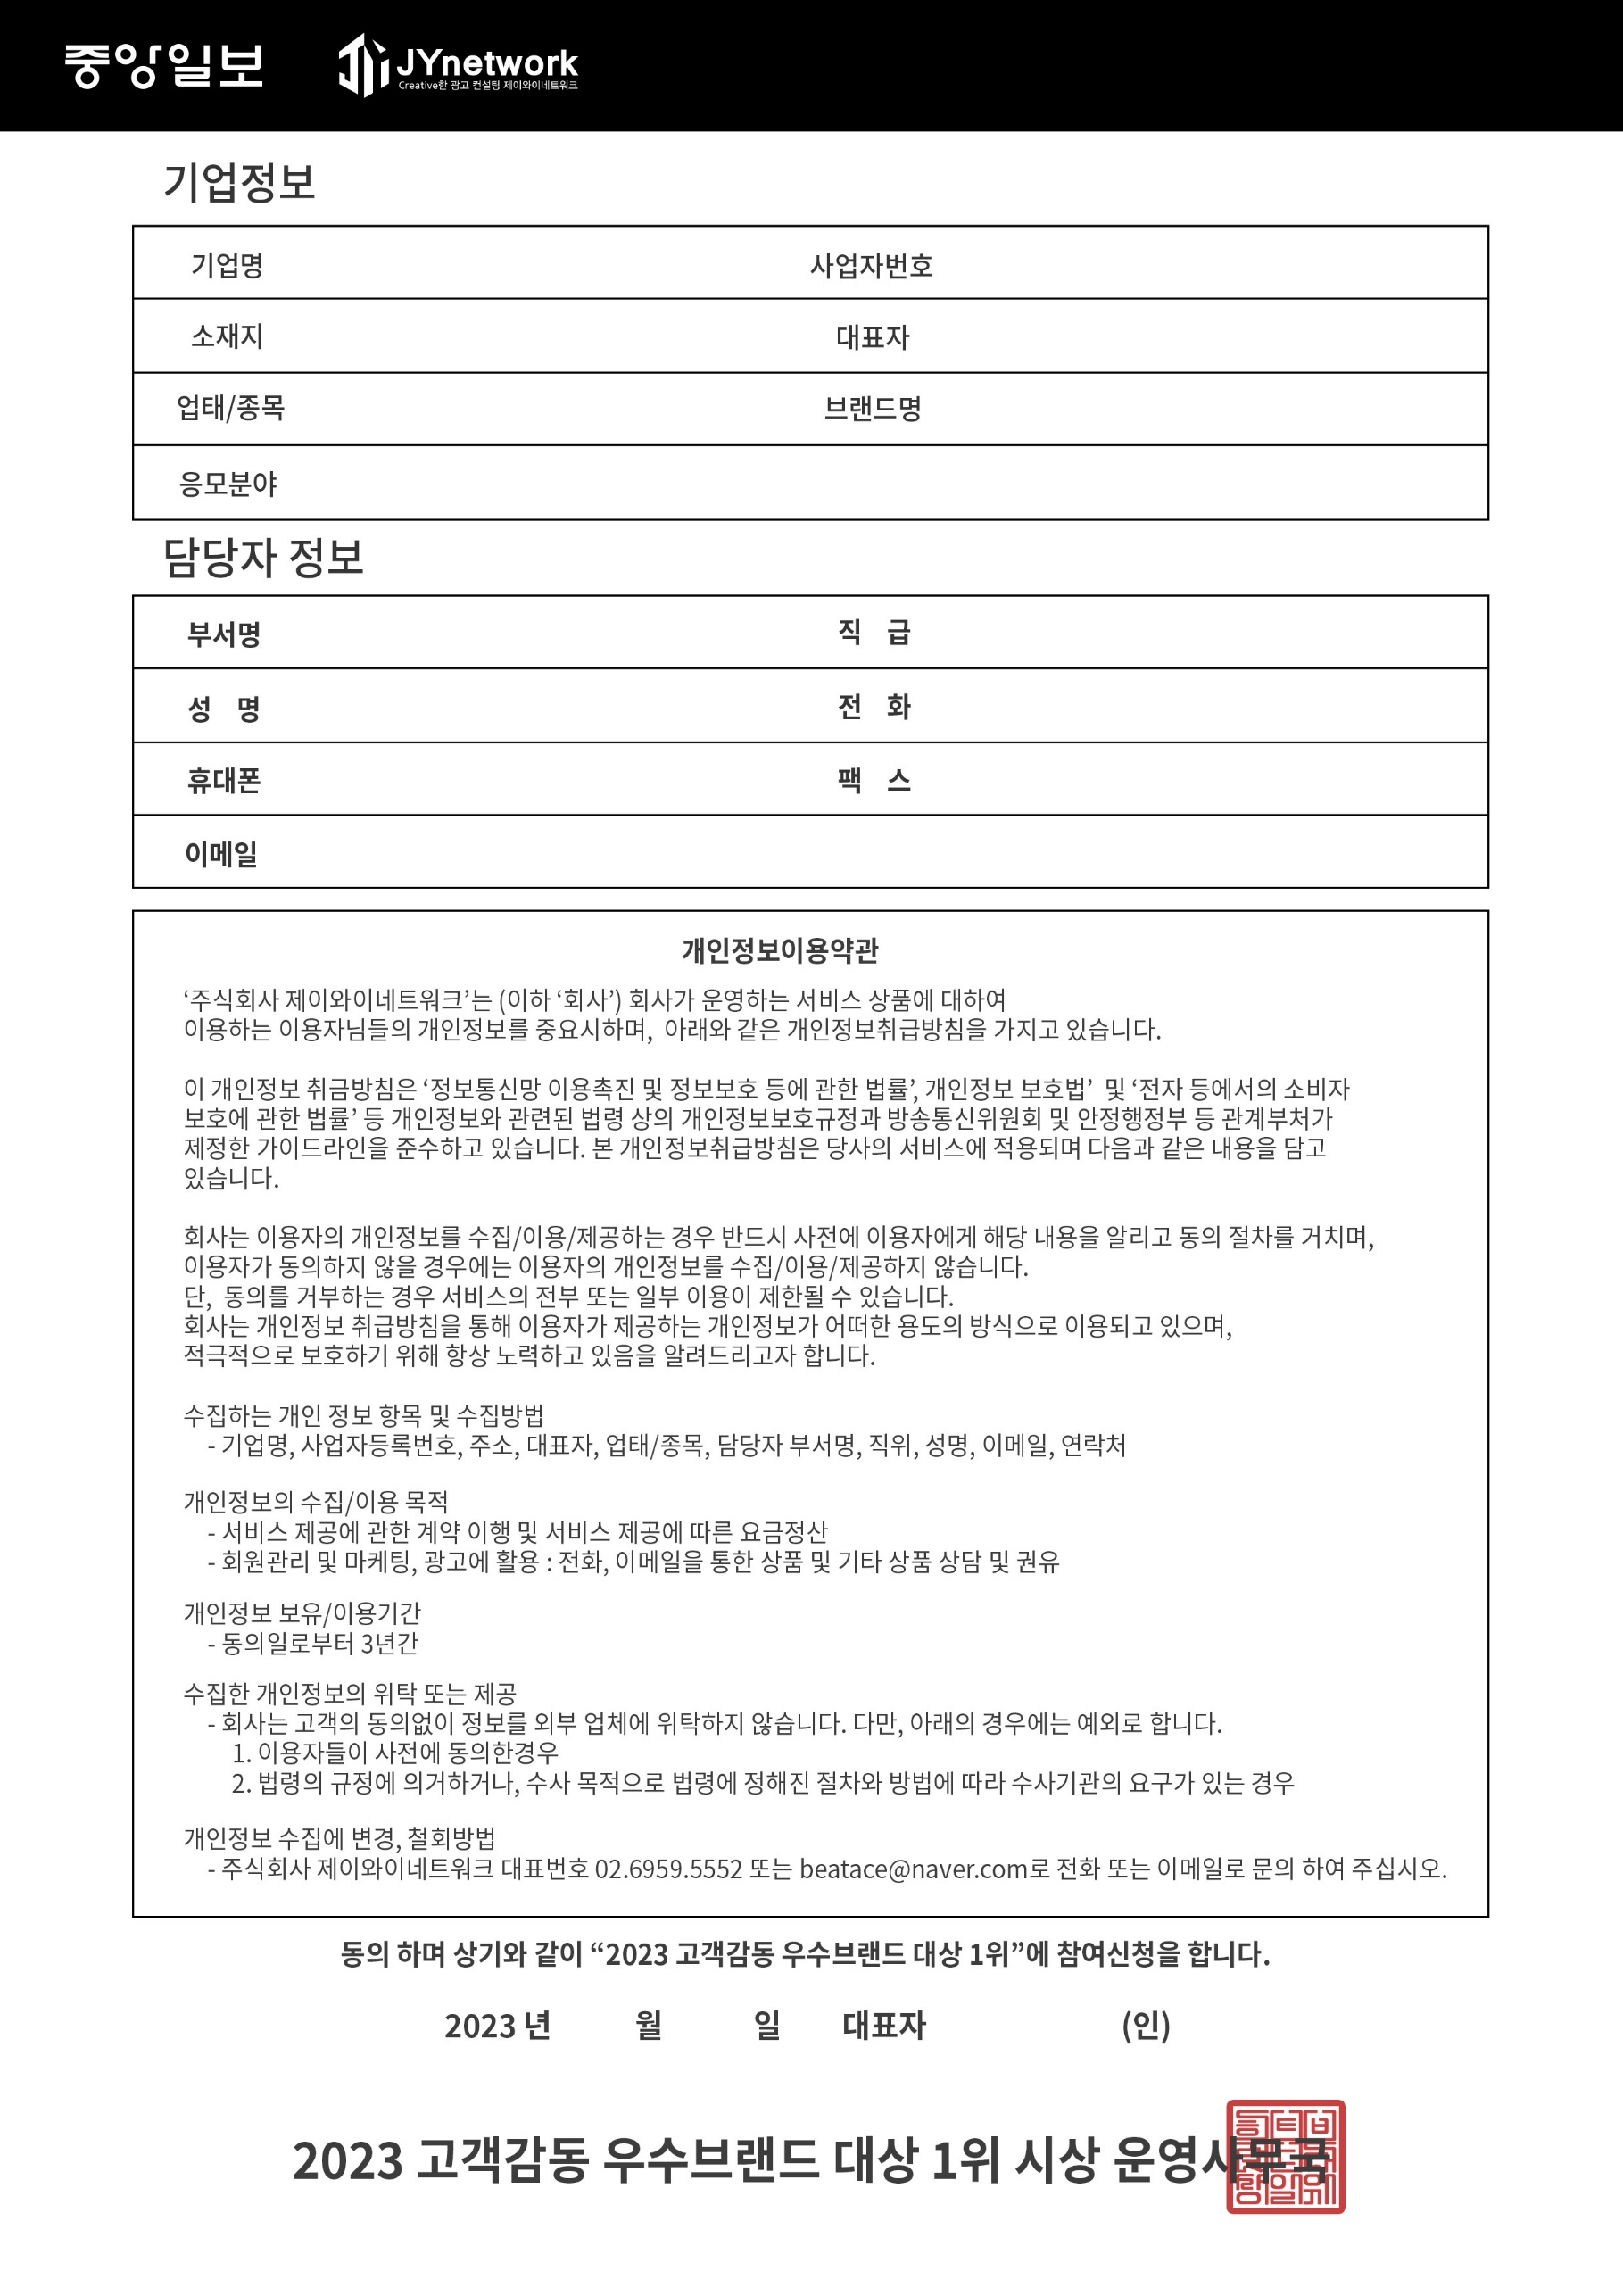 중앙일보
JYnetwork
Creative한 광고 컨설팅 제이와이네트워크
기업정보
기업명 사업자번호
소재지 대표자
업태/종목 브랜드명
응모분야
담당자 정보
부서명 직 급
성 명 전 화
휴대폰 팩 스
이메일
개인정보이용약관
‘주식회사 제이와이네트워크’는 (이하 ‘회사’) 회사가 운영하는 서비스 상품에 대하여
이용하는 이용자님들의 개인정보를 중요시하며, 아래와 같은 개인정보취급방침을 가지고 있습니다.
이 개인정보 취금방침은 ‘정보통신망 이용촉진 및 정보보호 등에 관한 법률’, 개인정보 보호법’ 및 ‘전자 등에서의 소비자
보호에 관한 법률’ 등 개인정보와 관련된 법령 상의 개인정보보호규정과 방송통신위원회 및 안정행정부 등 관계부처가
제정한 가이드라인을 준수하고 있습니다. 본 개인정보취급방침은 당사의 서비스에 적용되며 다음과 같은 내용을 담고
있습니다.
회사는 이용자의 개인정보를 수집/이용/제공하는 경우 반드시 사전에 이용자에게 해당 내용을 알리고 동의 절차를 거치며,
이용자가 동의하지 않을 경우에는 이용자의 개인정보를 수집/이용/제공하지 않습니다.
단, 동의를 거부하는 경우 서비스의 전부 또는 일부 이용이 제한될 수 있습니다.
회사는 개인정보 취급방침을 통해 이용자가 제공하는 개인정보가 어떠한 용도의 방식으로 이용되고 있으며,
적극적으로 보호하기 위해 항상 노력하고 있음을 알려드리고자 합니다.
수집하는 개인 정보 항목 및 수집방법
- 기업명, 사업자등록번호, 주소, 대표자, 업태/종목, 담당자 부서명, 직위, 성명, 이메일, 연락처
개인정보의 수집/이용 목적
- 서비스 제공에 관한 계약 이행 및 서비스 제공에 따른 요금정산
- 회원관리 및 마케팅, 광고에 활용 : 전화, 이메일을 통한 상품 및 기타 상품 상담 및 권유
개인정보 보유/이용기간
- 동의일로부터 3년간
수집한 개인정보의 위탁 또는 제공
- 회사는 고객의 동의없이 정보를 외부 업체에 위탁하지 않습니다. 다만, 아래의 경우에는 예외로 합니다.
1. 이용자들이 사전에 동의한경우
2. 법령의 규정에 의거하거나, 수사 목적으로 법령에 정해진 절차와 방법에 따라 수사기관의 요구가 있는 경우
개인정보 수집에 변경, 철회방법
- 주식회사 제이와이네트워크 대표번호 02.6959.5552 또는 beatace@naver.com로 전화 또는 이메일로 문의 하여 주십시오.
동의 하며 상기와 같이 “2023 고객감동 우수브랜드 대상 1위”에 참여신청을 합니다.
2023 년 월 일 대표자 (인)
2023 고객감동 우수브랜드 대상 1위 시상 운영사무국